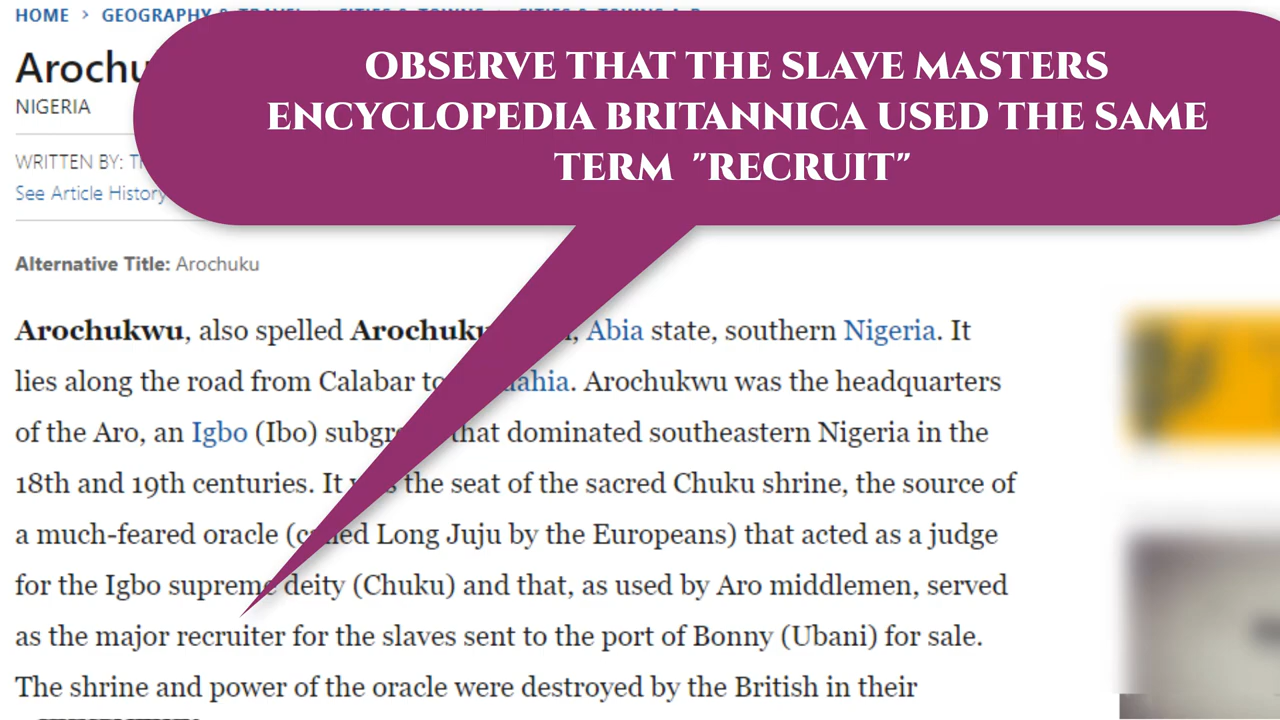 HOME > GEOGRAPHY & TRAVEL > CITIES & TOWNS > CITIES & TOWNS A-B
OBSERVE THAT THE SLAVE MASTERS
ENCYCLOPEDIA BRITANNICA USED THE SAME
TERM "RECRUIT"
NIGERIA
WRITTEN BY:
See Article History
Alternative Title: Arochuku
Arochukwu, also spelled Arochuku, Abia state, southern Nigeria. It
lies along the road from Calabar to. Arochukwu was the headquarters
of the Aro, an Igbo (Ibo) that dominated southeastern Nigeria in the
18th and 19th centuries. It the seat of the sacred Chuku shrine, the source of
a much-feared oracle (called Long Juju by the Europeans) that acted as a judge
for the Igbo supreme deity (Chuku) and that, as used by Aro middlemen, served
as the major recruiter for the slaves sent to the port of Bonny (Ubani) for sale.
The shrine and power of the oracle were destroyed by the British in their